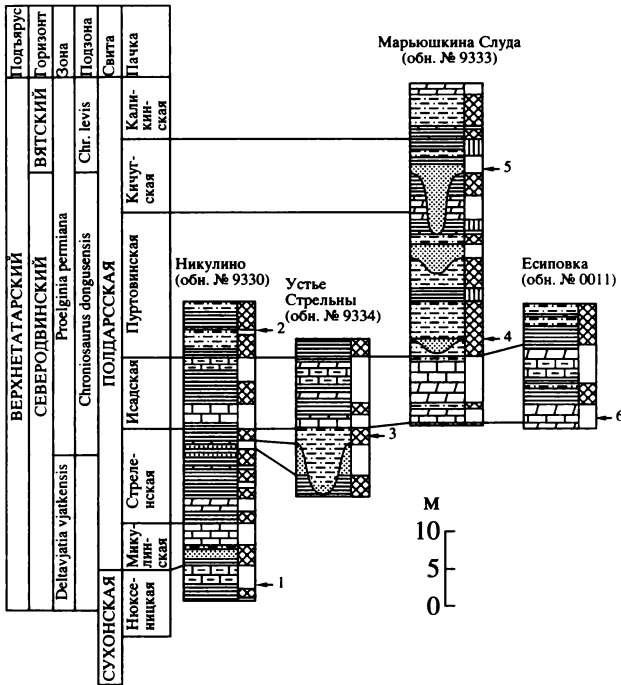 Подъярус
Горизонт
Зона
Подзона
Свита
Пачка
ВЕРХНЕТАТАРСКИЙ
ВЯТСКИЙ
СЕВЕРОДВИНСКИЙ
Proelginia permiana
Deltavjatia vjatkensis
Chr. levis
Chroniosaurus dongusensis
ПОЛДАРССКАЯ
СУХОНСКАЯ
Кали-
кин-
ская
Кичуг-
ская
Пуртовинская
Исадская
Стреле-
нская
Мику-
лин-
ская
Нюксе-
ницкая
Никулино
(обн. № 9330)
2
1
Устье
Стрельны
(обн. № 9334)
3
Марьюшкина Слуда
(обн. № 9333)
5
4
Есиповка
(обн. № 0011)
6
М
10
5
0